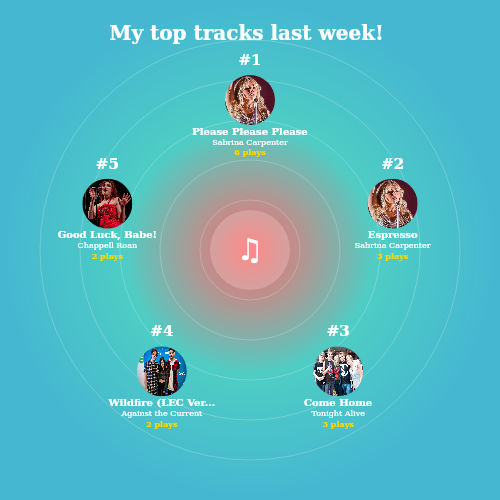 My top tracks last week!
#1
Please Please Please
Sabrina Carpenter
6 plays
#2
Espresso
Sabrina Carpenter
3 plays
#3
Come Home
Tonight Alive
3 plays
#4
Wildfire (LEC Ver...
Against the Current
2 plays
#5
Good Luck, Babe!
Chappell Roan
2 plays